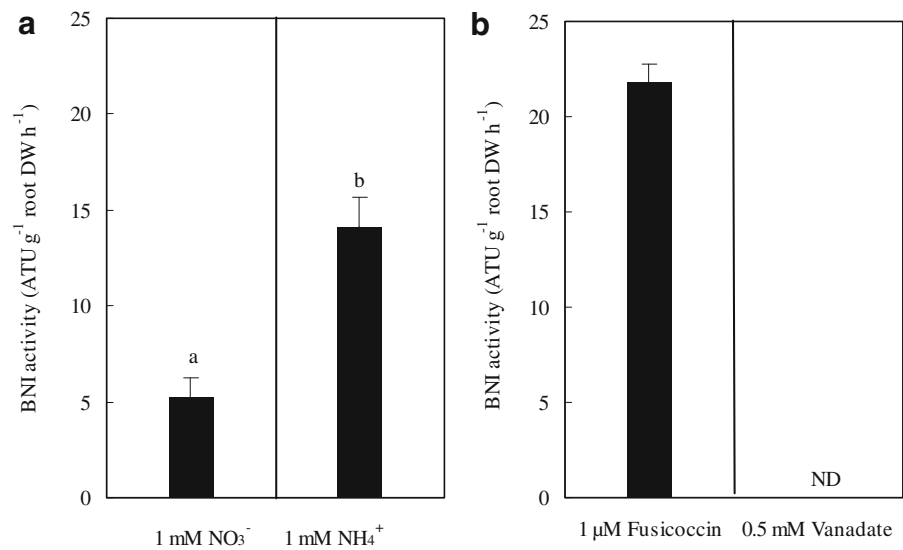 a
BNI activity (ATU g⁻¹ root DW h⁻¹)
25
20
15
10
5
0
a
b
1 mM NO₃⁻
1 mM NH₄⁺
b
BNI activity (ATU g⁻¹ root DW h⁻¹)
25
20
15
10
5
0
ND
1 µM Fusicoccin
0.5 mM Vanadate